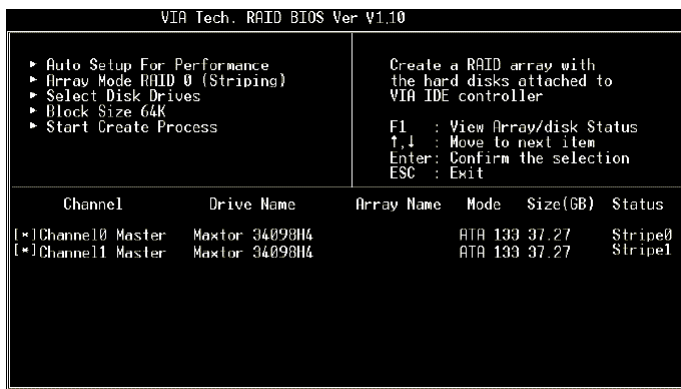 VIA Tech. RAID BIOS Ver V1.10
► Auto Setup For Performance
► Array Mode RAID 0 (Striping)
► Select Disk Drives
► Block Size 64K
► Start Create Process
Create a RAID array with
the hard disks attached to
VIA IDE controller
F1 : View Array/disk Status
↑,↓ : Move to next item
Enter: Confirm the selection
ESC : Exit
Channel Drive Name Array Name Mode Size(GB) Status
[*]Channel0 Master Maxtor 34098H4 ATA 133 37.27 Stripe0
[*]Channel1 Master Maxtor 34098H4 ATA 133 37.27 Stripe1